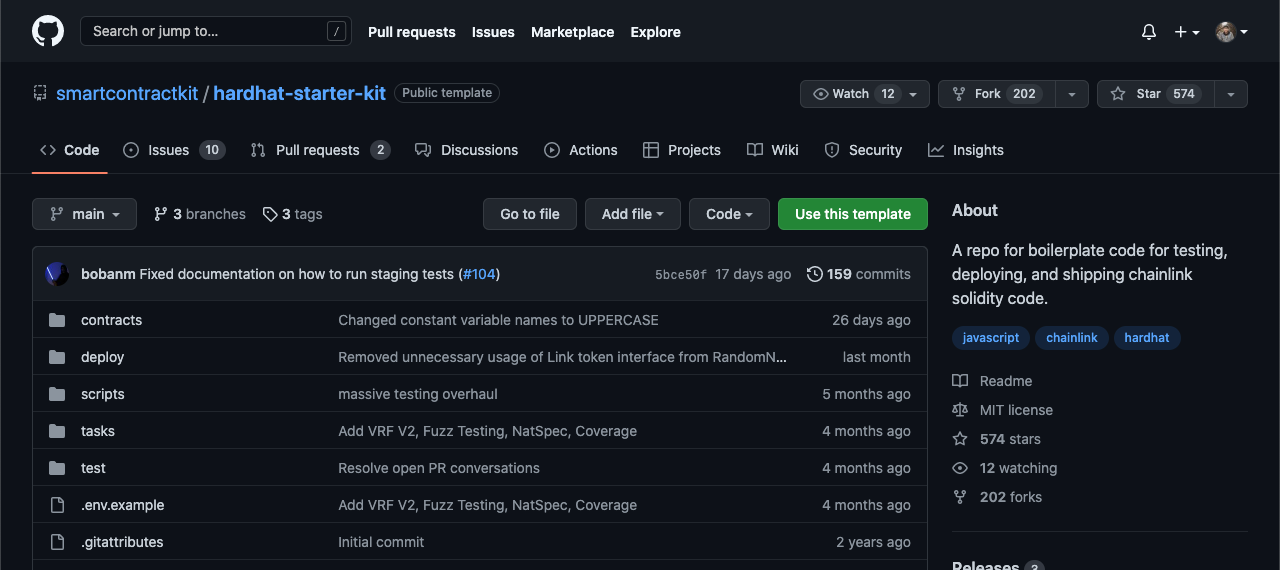 Search or jump to... / Pull requests Issues Marketplace Explore
smartcontractkit / hardhat-starter-kit Public template Watch 12 Fork 202 Star 574
Code Issues 10 Pull requests 2 Discussions Actions Projects Wiki Security Insights
main 3 branches 3 tags Go to file Add file Code Use this template
bobanm Fixed documentation on how to run staging tests (#104) 5bce50f 17 days ago 159 commits
contracts Changed constant variable names to UPPERCASE 26 days ago
deploy Removed unnecessary usage of Link token interface from RandomN... last month
scripts massive testing overhaul 5 months ago
tasks Add VRF V2, Fuzz Testing, NatSpec, Coverage 4 months ago
test Resolve open PR conversations 4 months ago
.env.example Add VRF V2, Fuzz Testing, NatSpec, Coverage 4 months ago
.gitattributes Initial commit 2 years ago
About
A repo for boilerplate code for testing,
deploying, and shipping chainlink
solidity code.
javascript chainlink hardhat
Readme
MIT license
574 stars
12 watching
202 forks
Releases 3